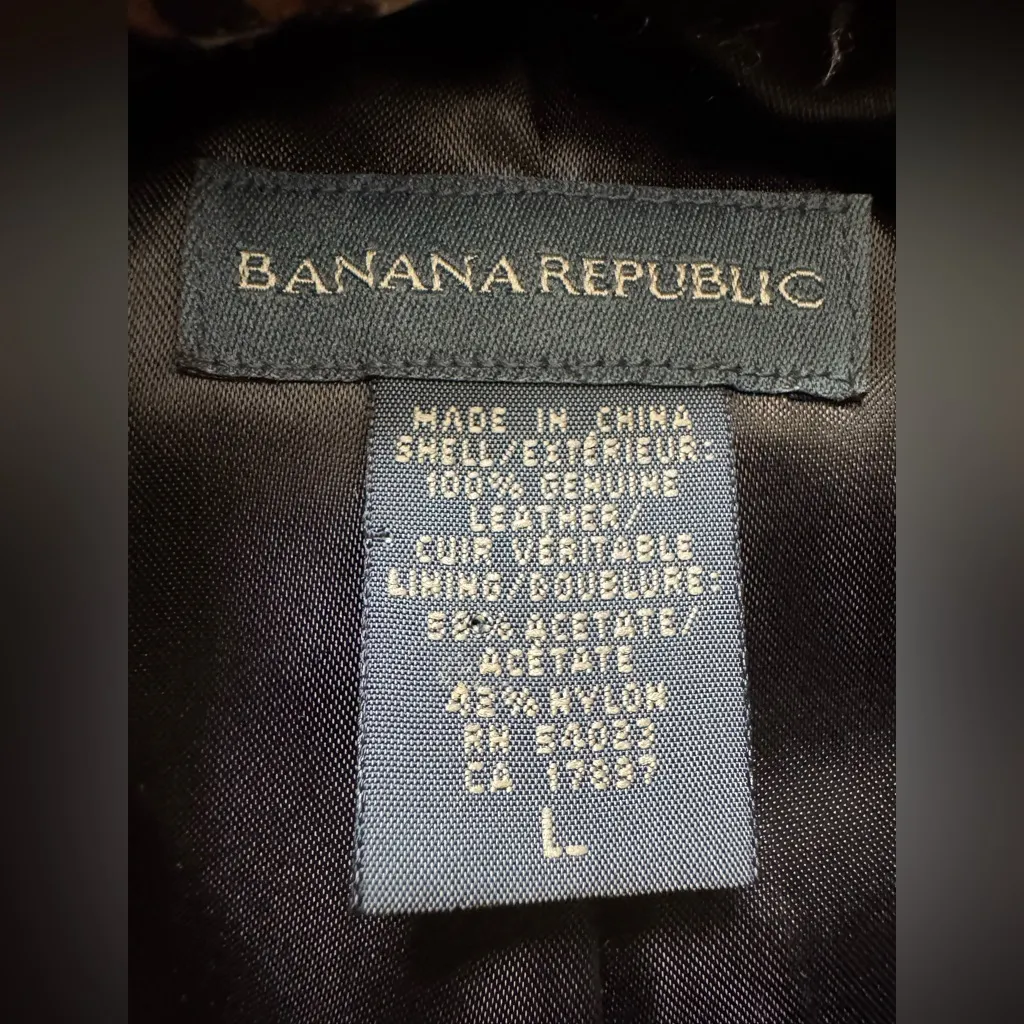 BANANA REPUBLIC
MADE IN CHINA
SHELL/EXTÉRIEUR:
100% GENUINE
LEATHER/
CUIR VÉRITABLE
LINING/DOUBLURE:
ACETATE/
ACÉTATE
NYLON
RN 54023
CA 17897
L